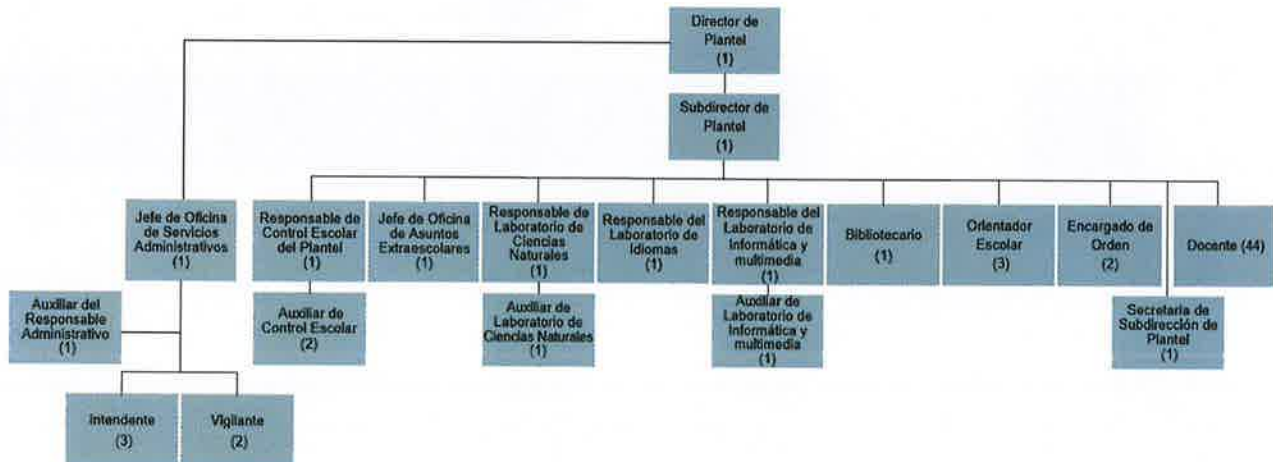 Director de
Plantel
(1)
Subdirector de
Plantel
(1)
Jefe de Oficina
de Servicios
Administrativos
(1)
Responsable de
Control Escolar
del Plantel
(1)
Jefe de Oficina
de Asuntos
Extraescolares
(1)
Responsable de
Laboratorio de
Ciencias
Naturales
(1)
Responsable del
Laboratorio de
Idiomas
(1)
Responsable del
Laboratorio de
Informática y
multimedia
(1)
Bibliotecario
(1)
Orientador
Escolar
(3)
Encargado de
Orden
(2)
Docente (44)
Auxiliar del
Responsable
Administrativo
(1)
Auxiliar de
Control Escolar
(2)
Auxiliar de
Laboratorio de
Ciencias Naturales
(1)
Auxiliar de
Laboratorio de
Informática y
multimedia
(1)
Secretaria de
Subdirección de
Plantel
(1)
Intendente
(3)
Vigilante
(2)